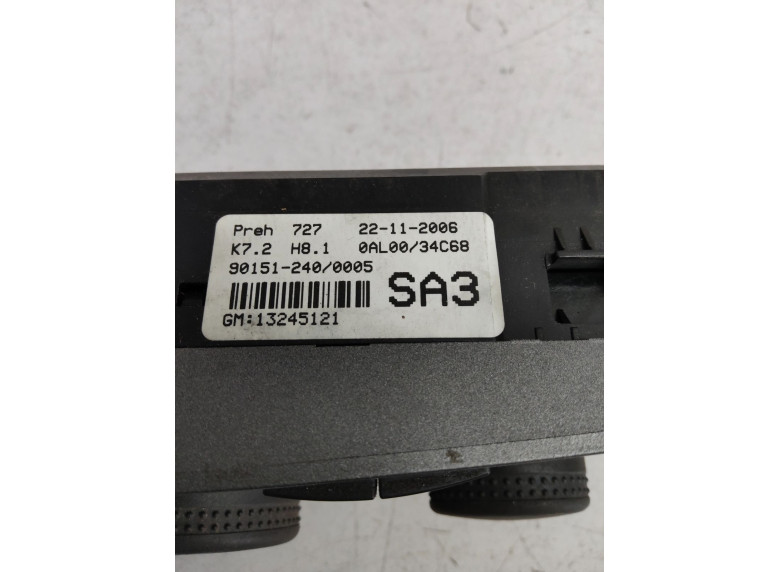 Preh 727 22-11-2006
K7.2 H8.1 0AL00/34C68
90151-240/0005
SA3
GM:13245121